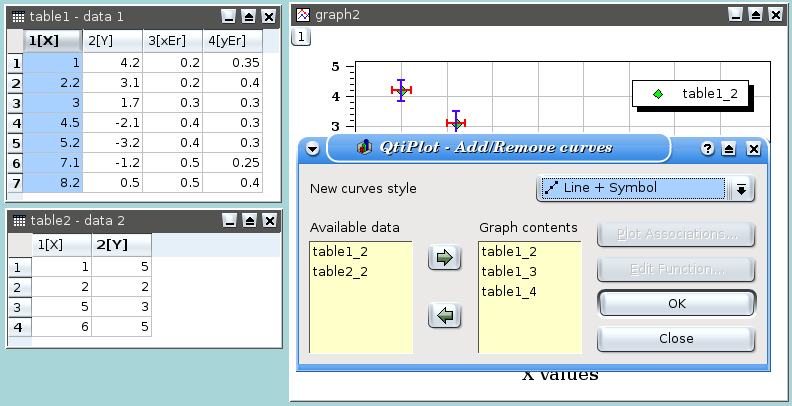 table1 - data 1
1[X] 2[Y] 3[xEr] 4[yEr]
1 1 4.2 0.2 0.35
2 2.2 3.1 0.2 0.4
3 3 1.7 0.3 0.3
4 4.5 -2.1 0.4 0.3
5 5.2 -3.2 0.4 0.3
6 7.1 -1.2 0.5 0.25
7 8.2 0.5 0.5 0.4
table2 - data 2
1[X] 2[Y]
1 1 5
2 2 2
3 5 3
4 6 5
graph2
1
5
4
3
table1_2
QtiPlot - Add/Remove curves
?
New curves style
Line + Symbol
Available data
table1_2
table2_2
Graph contents
table1_2
table1_3
table1_4
Plot Associations...
Edit Function...
OK
Close
X values